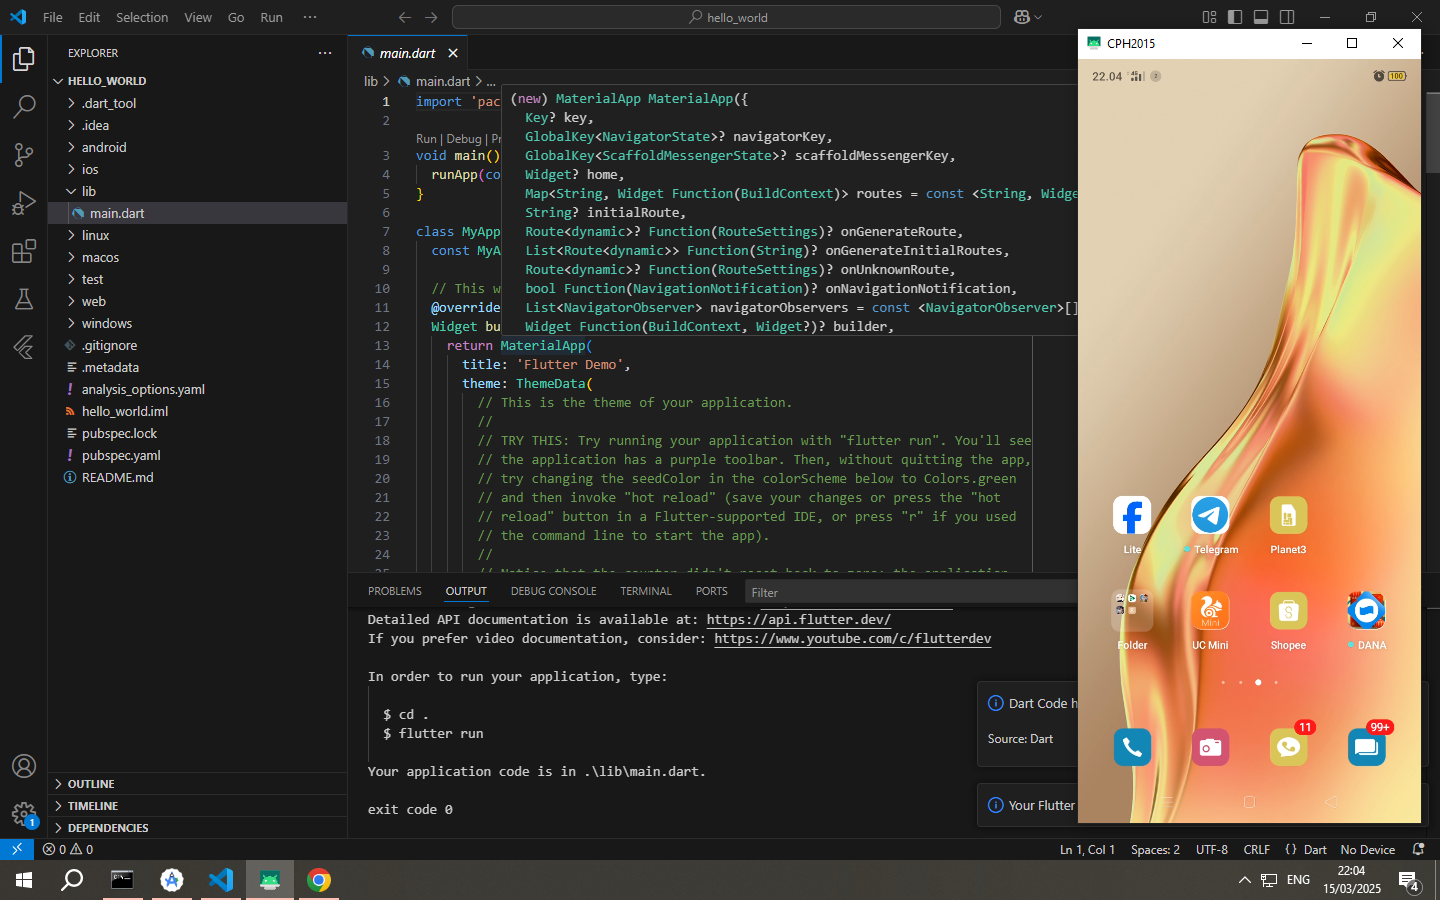 File Edit Selection View Go Run ···
hello_world
EXPLORER
HELLO_WORLD
.dart_tool
.idea
android
ios
lib
main.dart
linux
macos
test
web
windows
.gitignore
.metadata
analysis_options.yaml
hello_world.iml
pubspec.lock
pubspec.yaml
README.md
OUTLINE
TIMELINE
DEPENDENCIES
main.dart
lib > main.dart > ...
1 import 'pac
2
Run | Debug | Pr
3 void main()
4 runApp(co
5 }
6
7 class MyApp
8 const MyA
9
10 // This w
11 @override
12 Widget bu
13 return MaterialApp(
14 title: 'Flutter Demo',
15 theme: ThemeData(
16 // This is the theme of your application.
17 //
18 // TRY THIS: Try running your application with "flutter run". You'll see
19 // the application has a purple toolbar. Then, without quitting the app,
20 // try changing the seedColor in the colorScheme below to Colors.green
21 // and then invoke "hot reload" (save your changes or press the "hot
22 // reload" button in a Flutter-supported IDE, or press "r" if you used
23 // the command line to start the app).
24 //
(new) MaterialApp MaterialApp({
Key? key,
GlobalKey<NavigatorState>? navigatorKey,
GlobalKey<ScaffoldMessengerState>? scaffoldMessengerKey,
Widget? home,
Map<String, Widget Function(BuildContext)> routes = const <String, Widge
String? initialRoute,
Route<dynamic>? Function(RouteSettings)? onGenerateRoute,
List<Route<dynamic>> Function(String)? onGenerateInitialRoutes,
Route<dynamic>? Function(RouteSettings)? onUnknownRoute,
bool Function(NavigationNotification)? onNavigationNotification,
List<NavigatorObserver> navigatorObservers = const <NavigatorObserver>[]
Widget Function(BuildContext, Widget?)? builder,
PROBLEMS OUTPUT DEBUG CONSOLE TERMINAL PORTS
Filter
Detailed API documentation is available at: https://api.flutter.dev/
If you prefer video documentation, consider: https://www.youtube.com/c/flutterdev
In order to run your application, type:
$ cd .
$ flutter run
Your application code is in .\lib\main.dart.
exit code 0
Dart Code h
Source: Dart
Your Flutter
CPH2015
22.04
100
Lite Telegram Planet3
Mini
Folder UC Mini Shopee DANA
11 99+
1
0 0
Ln 1, Col 1 Spaces: 2 UTF-8 CRLF {} Dart No Device
ENG
22:04
15/03/2025
4